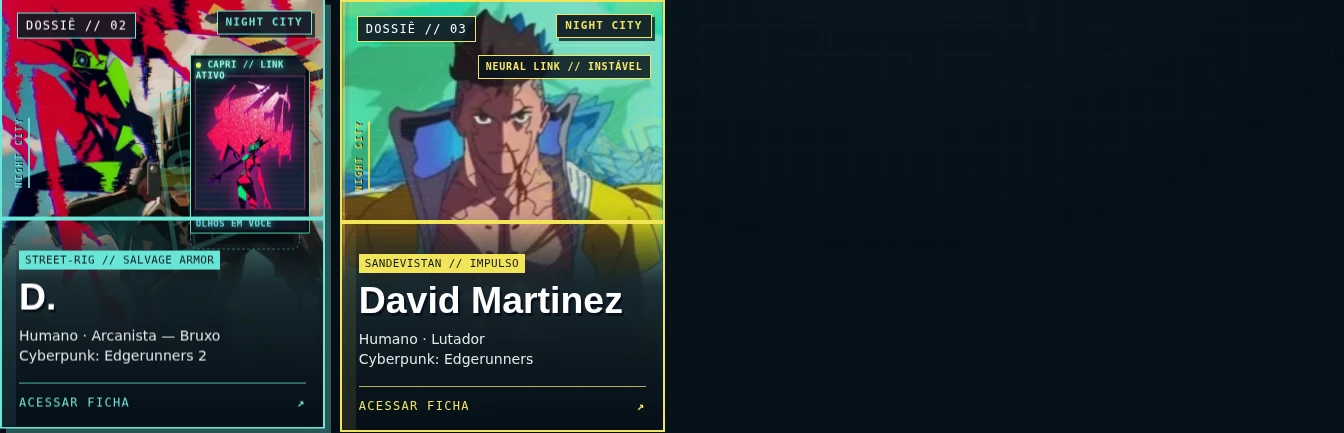 DOSSIÊ // 02
NIGHT CITY
● CAPRI // LINK
ATIVO
NIGHT CITY
OLHOS EM VOCÊ
STREET-RIG // SALVAGE ARMOR
D.
Humano · Arcanista — Bruxo
Cyberpunk: Edgerunners 2
ACESSAR FICHA ↗
DOSSIÊ // 03
NIGHT CITY
NEURAL LINK // INSTÁVEL
NIGHT CITY
SANDEVISTAN // IMPULSO
David Martinez
Humano · Lutador
Cyberpunk: Edgerunners
ACESSAR FICHA ↗